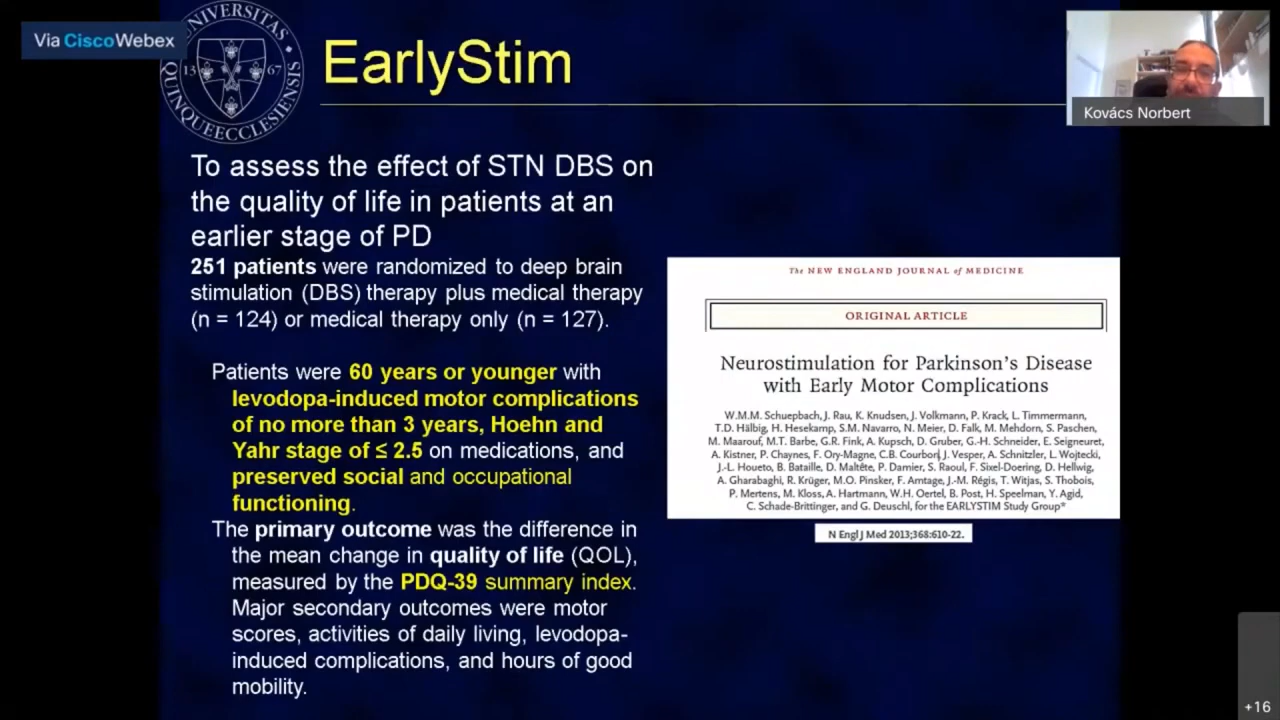 Via Cisco Webex
UNIVERSITAS
QUINQUEECCLESIENSIS
13 67
EarlyStim
Kovács Norbert
To assess the effect of STN DBS on
the quality of life in patients at an
earlier stage of PD
251 patients were randomized to deep brain
stimulation (DBS) therapy plus medical therapy
(n = 124) or medical therapy only (n = 127).
Patients were 60 years or younger with
levodopa-induced motor complications
of no more than 3 years, Hoehn and
Yahr stage of ≤ 2.5 on medications, and
preserved social and occupational
functioning.
The primary outcome was the difference in
the mean change in quality of life (QOL),
measured by the PDQ-39 summary index.
Major secondary outcomes were motor
scores, activities of daily living, levodopa-
induced complications, and hours of good
mobility.
The NEW ENGLAND JOURNAL of MEDICINE
ORIGINAL ARTICLE
Neurostimulation for Parkinson's Disease
with Early Motor Complications
W.M.M. Schuepbach, J. Rau, K. Knudsen, J. Volkmann, P. Krack, L. Timmermann,
T.D. Hälbig, H. Hesekamp, S.M. Navarro, N. Meier, D. Falk, M. Mehdorn, S. Paschen,
M. Maarouf, M.T. Barbe, G.R. Fink, A. Kupsch, D. Gruber, G.-H. Schneider, E. Seigneuret,
A. Kistner, P. Chaynes, F. Ory-Magne, C.B. Courbon, J. Vesper, A. Schnitzler, L. Wojtecki,
J.-L. Houeto, B. Bataille, D. Maltête, P. Damier, S. Raoul, F. Sixel-Doering, D. Hellwig,
A. Gharabaghi, R. Krüger, M.O. Pinsker, F. Amtage, J.-M. Régis, T. Witjas, S. Thobois,
P. Mertens, M. Kloss, A. Hartmann, W.H. Oertel, B. Post, H. Speelman, Y. Agid,
C. Schade-Brittinger, and G. Deuschl, for the EARLYSTIM Study Group*
N Engl J Med 2013;368:610-22.
+16